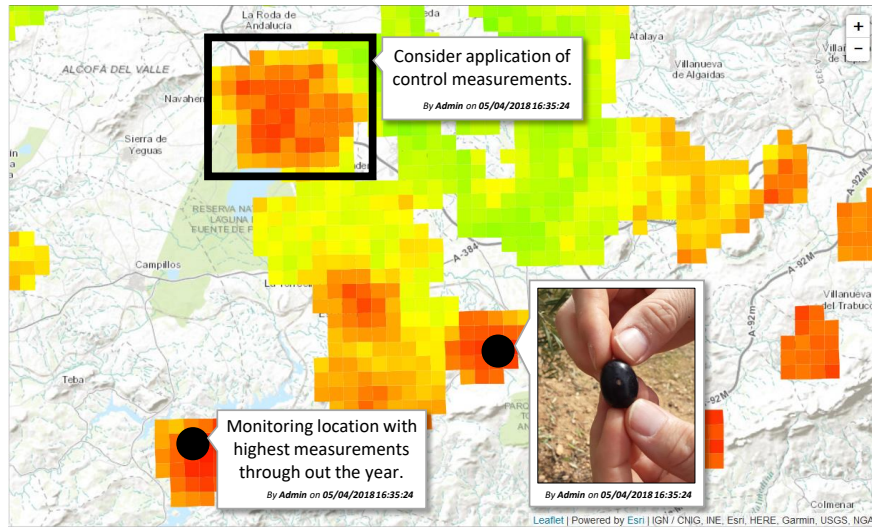 La Roda de
Andalucía
Atalaya
Villanueva
de Algaidas
ALCOFÁ DEL VALLE
Consider application of
control measurements.
By Admin on 05/04/2018 16:35:24
+
−
Sierra de
Yeguas
A-92M
RESERVA NA
LAGUNA
FUENTE DE P
A-384
Campillos
Villanueva
del Trabuco
A-92M
Teba
Monitoring location with
highest measurements
through out the year.
By Admin on 05/04/2018 16:35:24
By Admin on 05/04/2018 16:35:24
Colmenar
Leaflet | Powered by Esri | IGN / CNIG, INE, Esri, HERE, Garmin, USGS, NGA